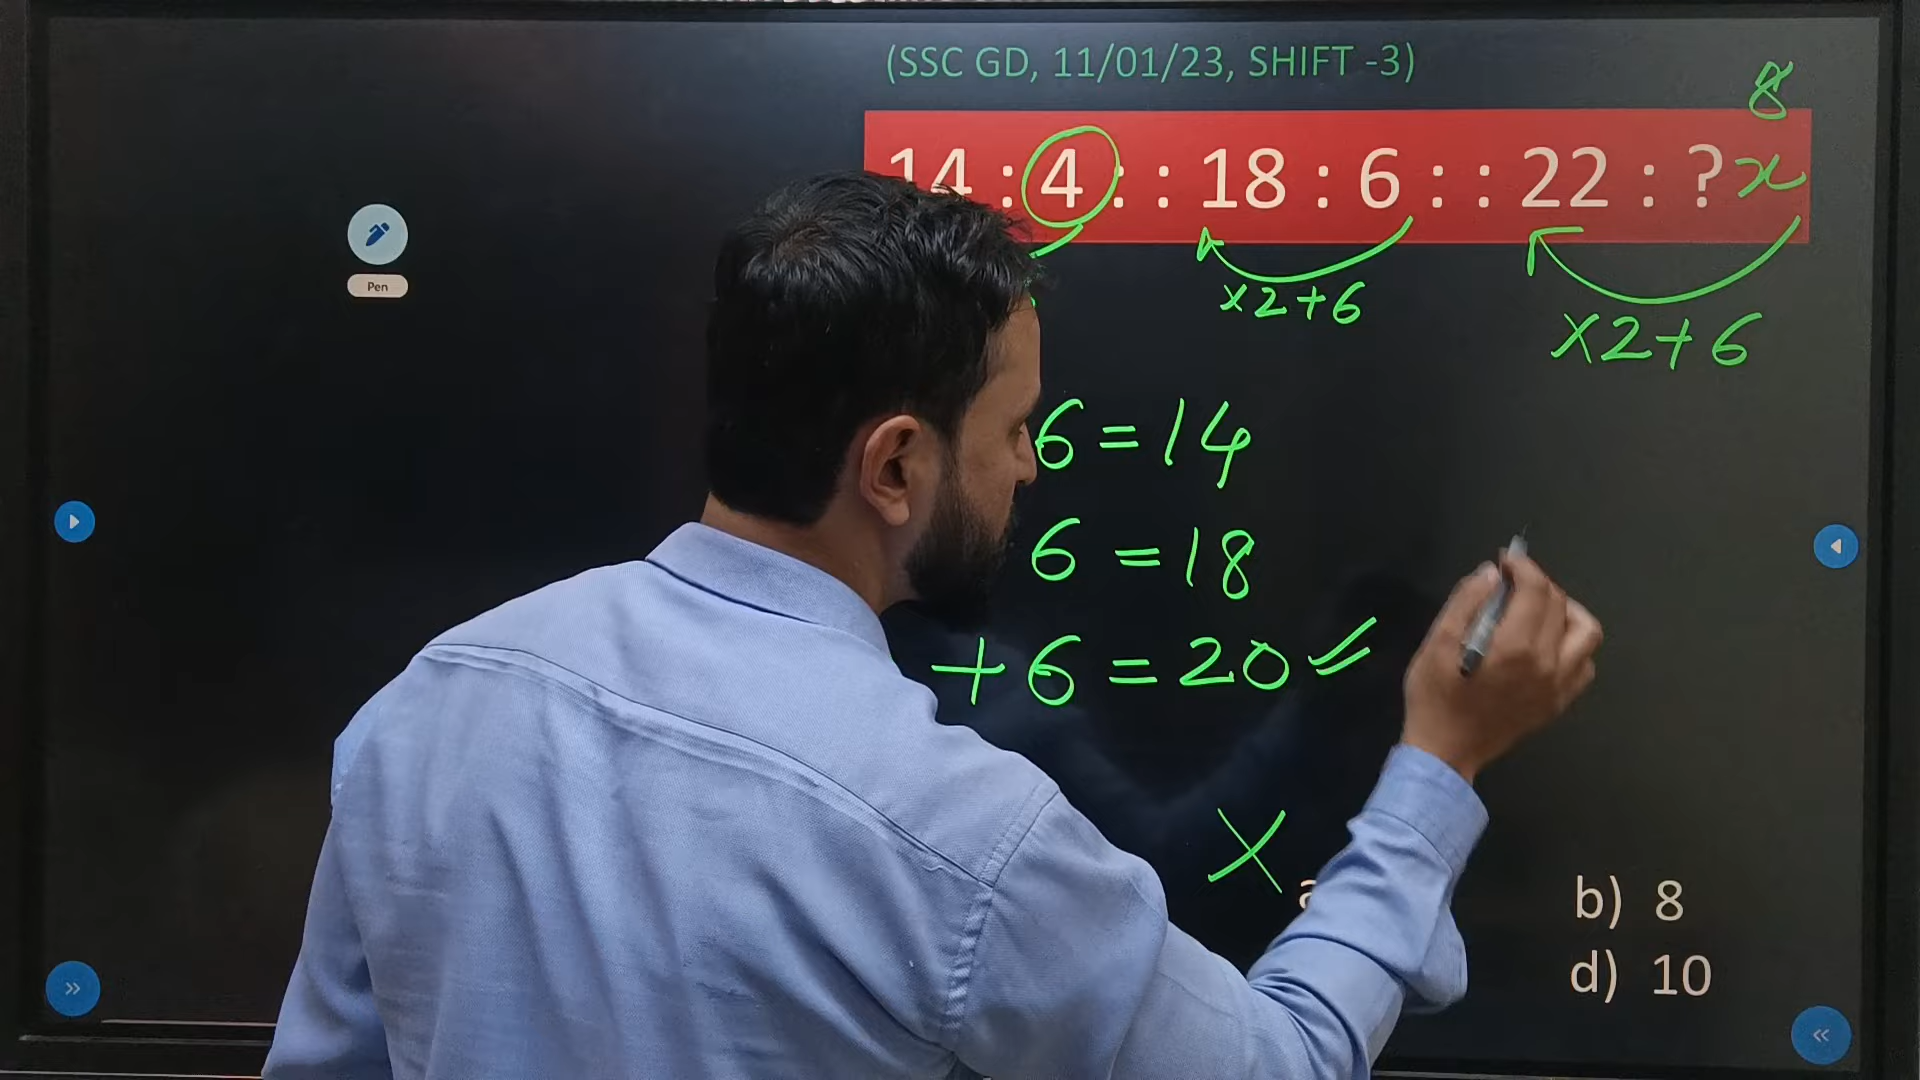 (SSC GD, 11/01/23, SHIFT -3)
8
14 : 4 : : 18 : 6 : : 22 : ? x
x2+6
x2+6
Pen
6 = 14
6 = 18
+ 6 = 20
X
b) 8
d) 10